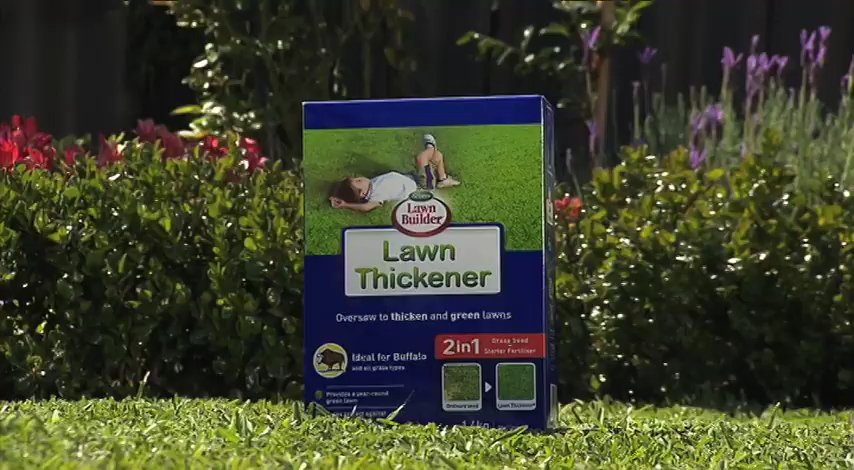 Lawn
Builder
Lawn
Thickener
Oversow to thicken and green lawns
2in1
Grass Seed
+
Starter Fertiliser
Ideal for Buffalo
and all grass types
Provides a year-round
green lawn
Lawn Thickener